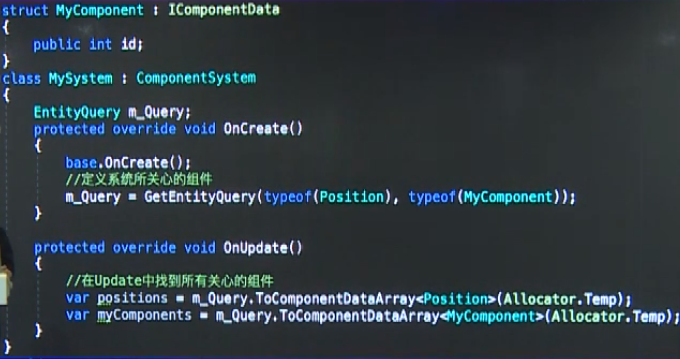 struct MyComponent : IComponentData
{
public int id;
}
class MySystem : ComponentSystem
{
EntityQuery m_Query;
protected override void OnCreate()
{
base.OnCreate();
//定义系统所关心的组件
m_Query = GetEntityQuery(typeof(Position), typeof(MyComponent));
}
protected override void OnUpdate()
{
//在Update中找到所有关心的组件
var positions = m_Query.ToComponentDataArray<Position>(Allocator.Temp);
var myComponents = m_Query.ToComponentDataArray<MyComponent>(Allocator.Temp);
}
}